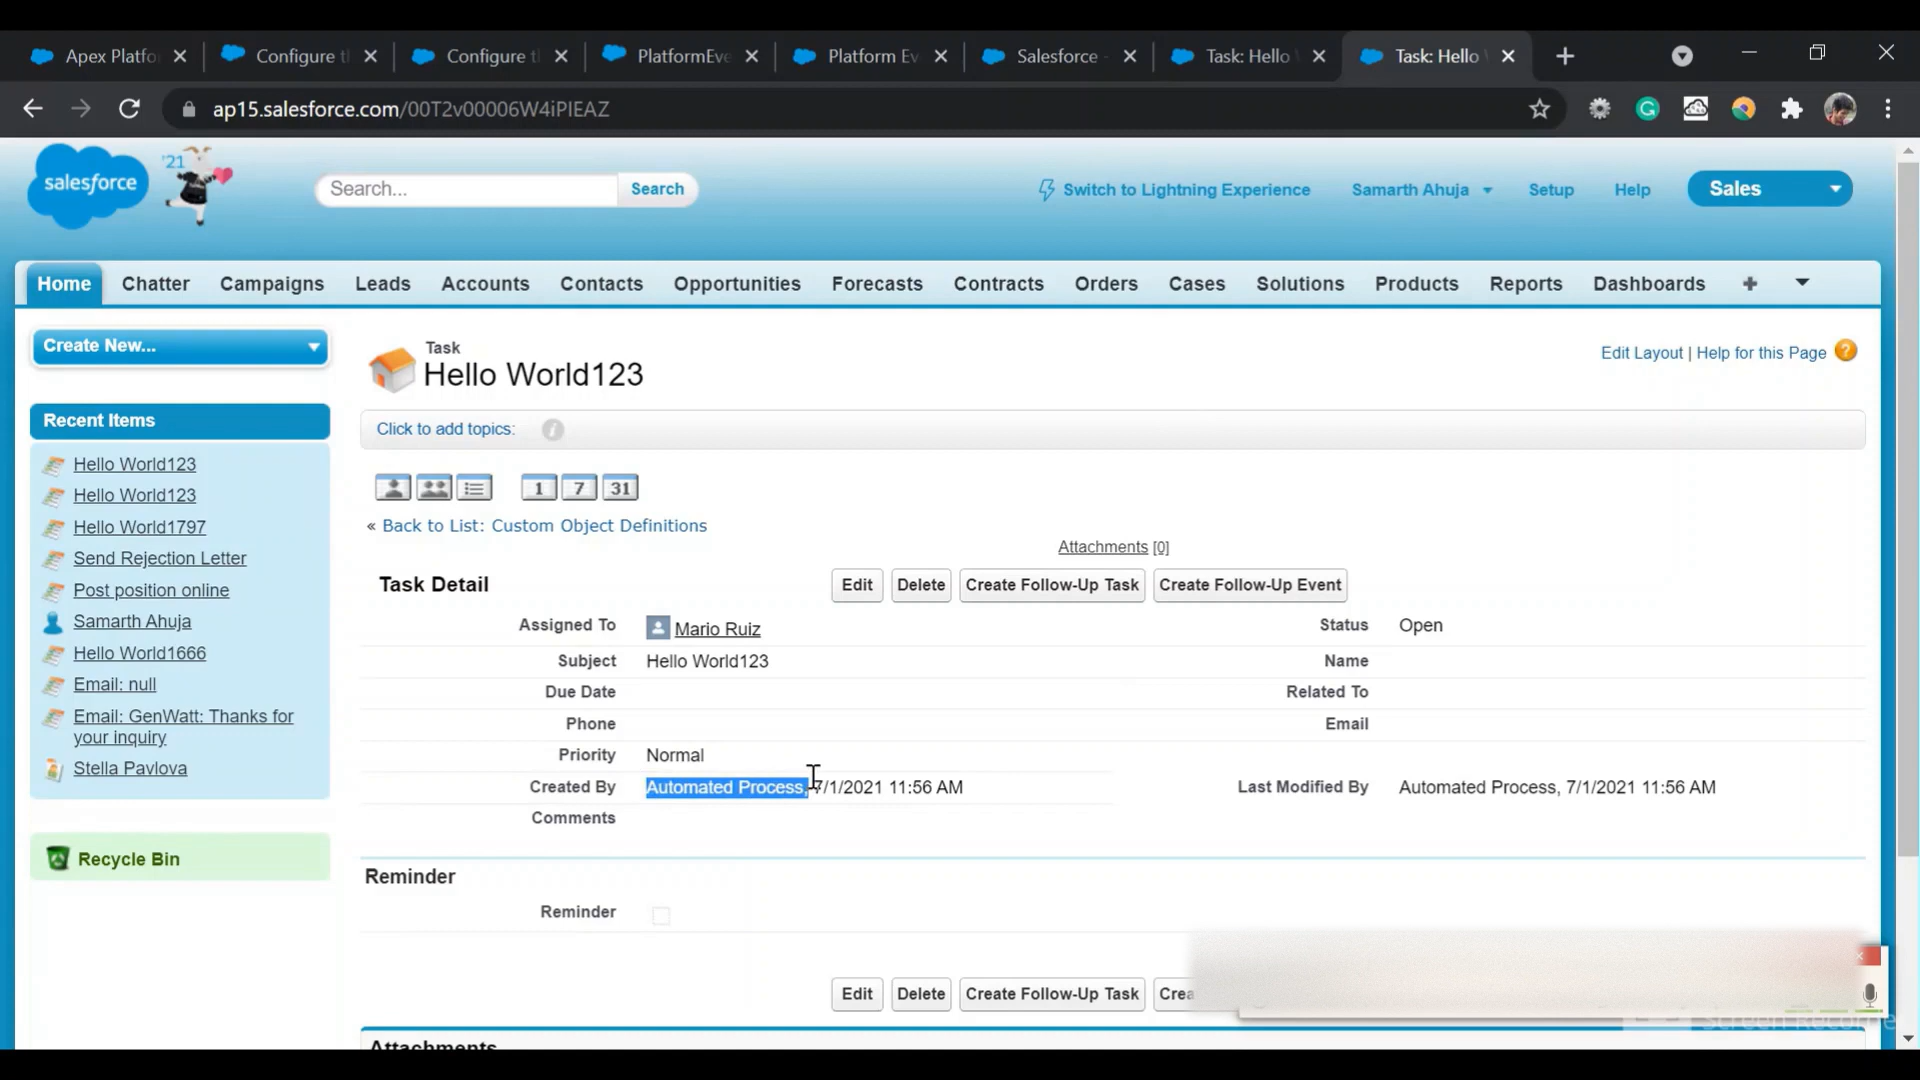 Apex Platfo
Configure t
Configure t
PlatformEve
Platform Ev
Salesforce -
Task: Hello
Task: Hello
ap15.salesforce.com/00T2v00006W4iPIEAZ
salesforce
'21
Search...
Search
Switch to Lightning Experience
Samarth Ahuja
Setup
Help
Sales
Home
Chatter
Campaigns
Leads
Accounts
Contacts
Opportunities
Forecasts
Contracts
Orders
Cases
Solutions
Products
Reports
Dashboards
Create New...
Task
Hello World123
Edit Layout | Help for this Page
Recent Items
Click to add topics:
Hello World123
Hello World123
Hello World1797
Send Rejection Letter
Post position online
Samarth Ahuja
Hello World1666
Email: null
Email: GenWatt: Thanks for
your inquiry
Stella Pavlova
Recycle Bin
1
7
31
« Back to List: Custom Object Definitions
Attachments [0]
Task Detail
Edit
Delete
Create Follow-Up Task
Create Follow-Up Event
Assigned To Mario Ruiz
Status Open
Subject Hello World123
Name
Due Date
Related To
Phone
Email
Priority Normal
Created By Automated Process, 7/1/2021 11:56 AM
Last Modified By Automated Process, 7/1/2021 11:56 AM
Comments
Reminder
Reminder
Edit
Delete
Create Follow-Up Task
Crea
Attachments